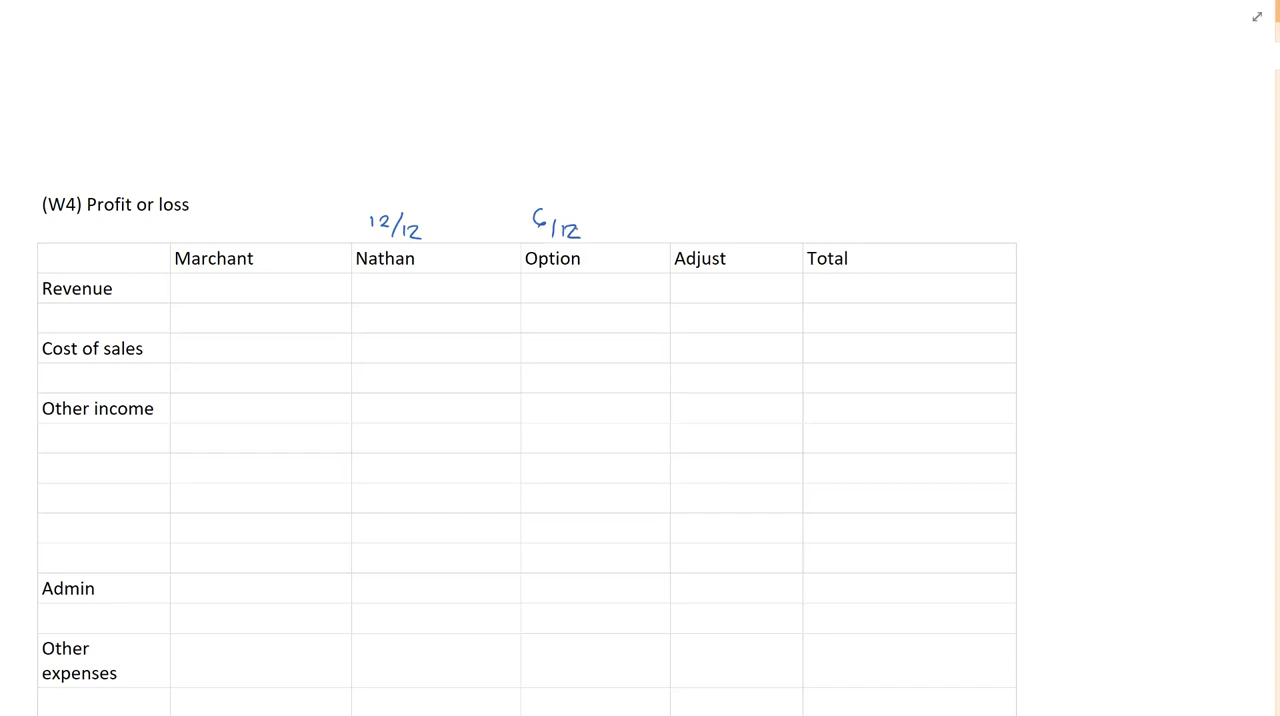 (W4) Profit or loss
12/12 6/12
Marchant Nathan Option Adjust Total
Revenue
Cost of sales
Other income
Admin
Other
expenses